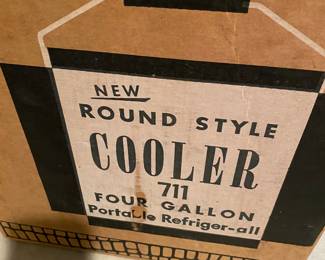 NEW
ROUND STYLE
COOLER
711
FOUR GALLON
Portable Refriger-all